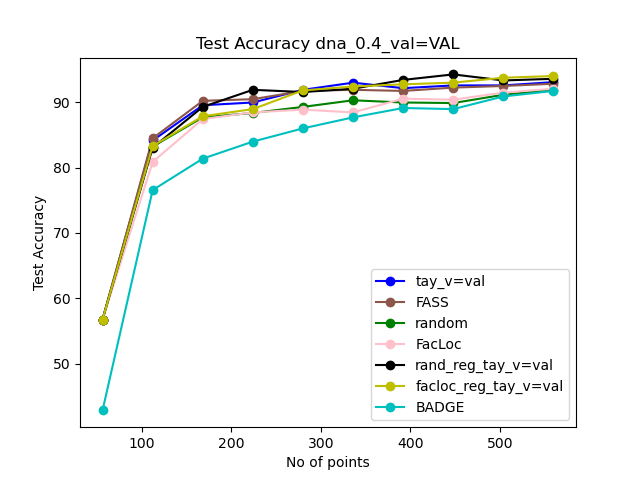 Test Accuracy dna_0.4_val=VAL
Test Accuracy
90
80
70
60
50
100
200
300
400
500
No of points
tay_v=val
FASS
random
FacLoc
rand_reg_tay_v=val
facloc_reg_tay_v=val
BADGE